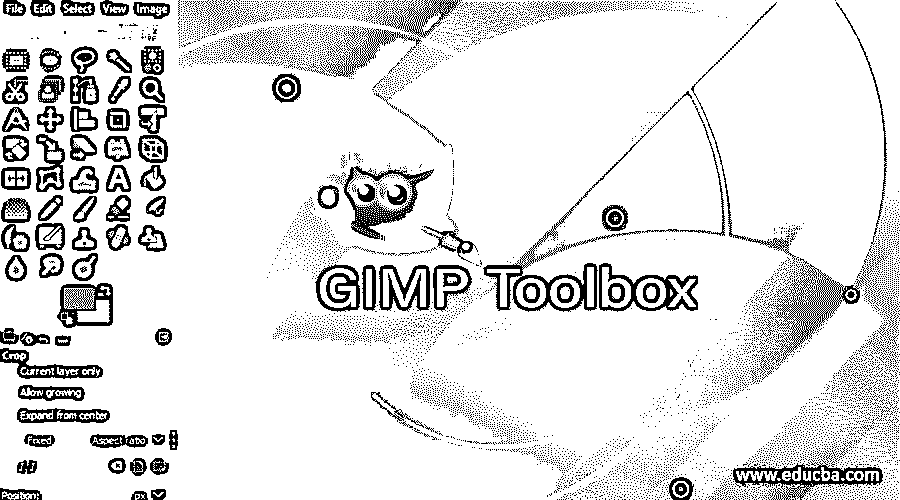 File Edit Select View Image
GIMP Toolbox
Crop
Current layer only
Allow growing
Expand from center
Fixed Aspect ratio
Position: px
www.educba.com